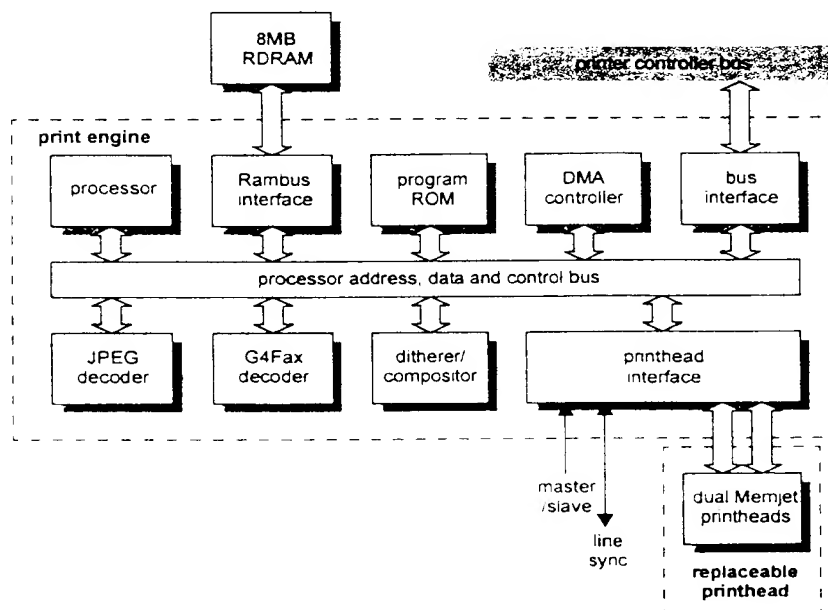 8MB
RDRAM
printer controller bus
print engine
processor
Rambus
interface
program
ROM
DMA
controller
bus
interface
processor address, data and control bus
JPEG
decoder
G4Fax
decoder
ditherer/
compositor
printhead
interface
master
/slave
line
sync
dual Memjet
printheads
replaceable
printhead